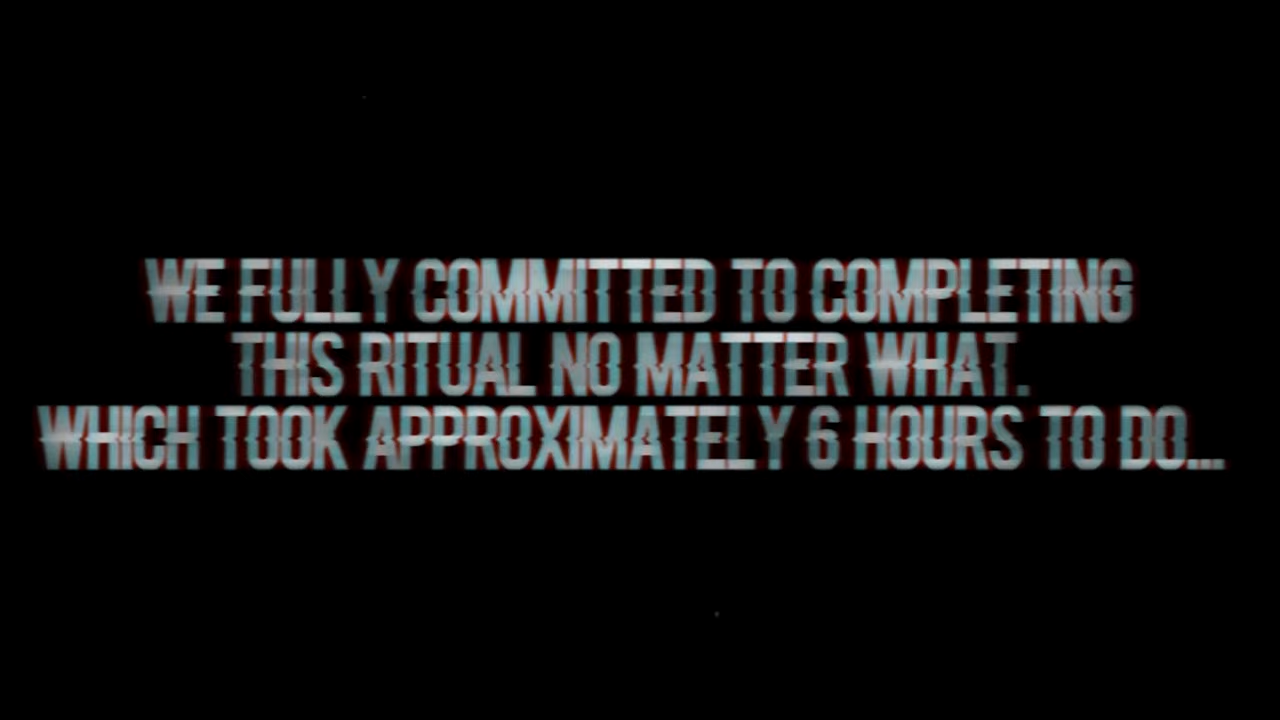 WE FULLY COMMITTED TO COMPLETING
THIS RITUAL NO MATTER WHAT.
WHICH TOOK APPROXIMATELY 6 HOURS TO DO...